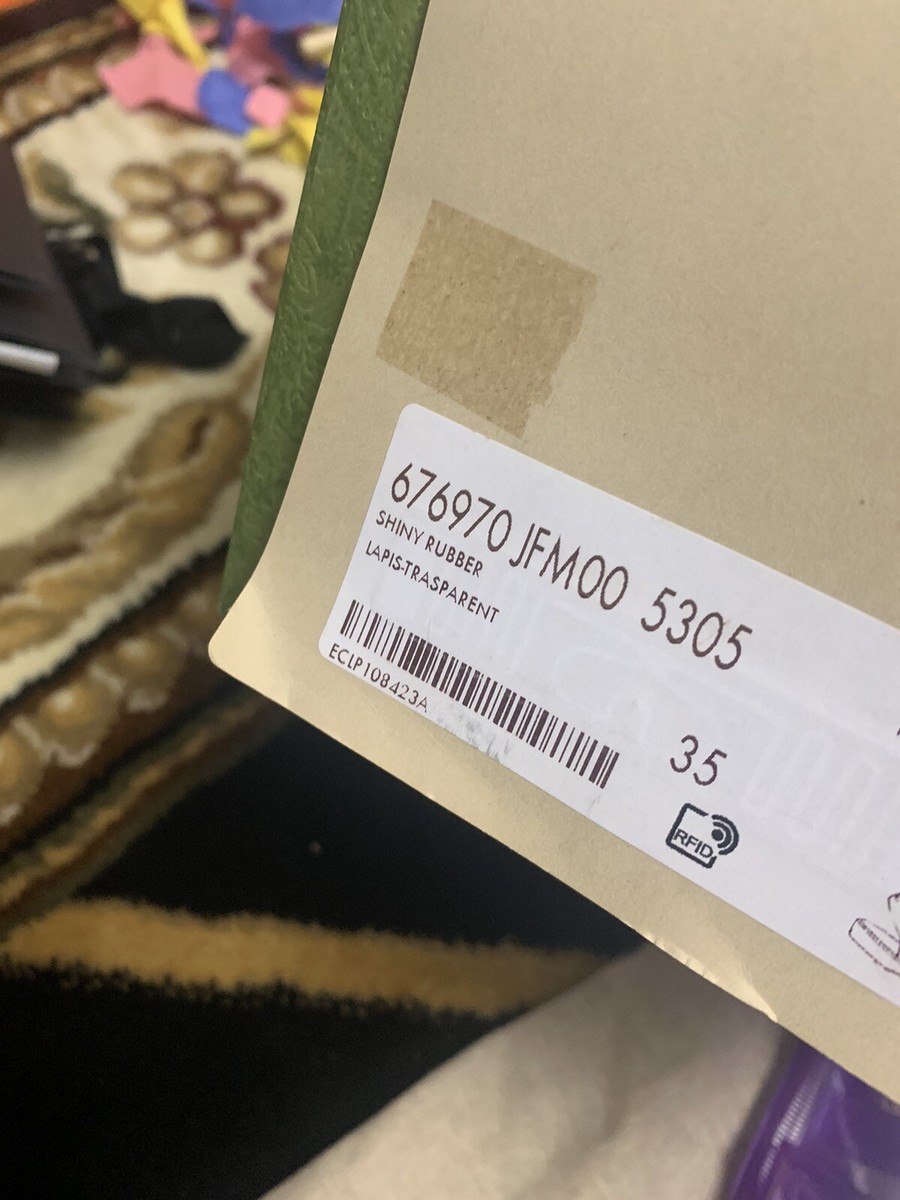 676970 JFM00 5305
SHINY RUBBER
LAPIS-TRASPARENT
ECLP108423A
35
RFID